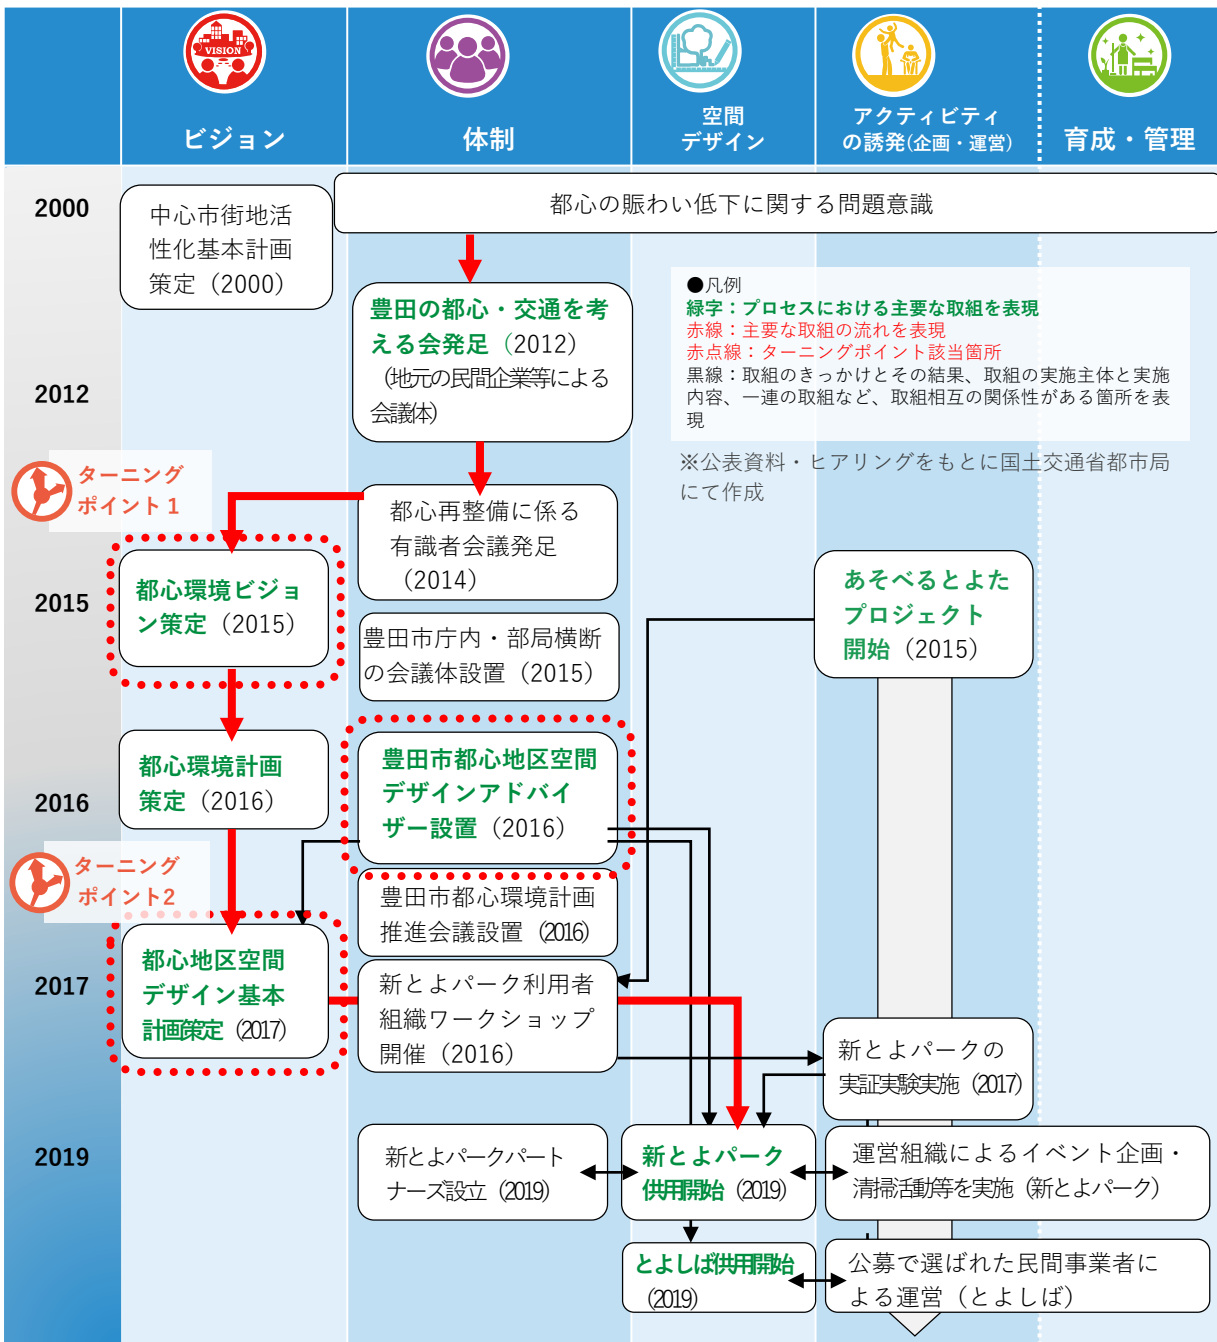 VISION
ビジョン
体制
空間
デザイン
アクティビティ
の誘発(企画・運営)
育成・管理
2000
中心市街地活
性化基本計画
策定（2000）
都心の賑わい低下に関する問題意識
豊田の都心・交通を考
える会発足（2012）
（地元の民間企業等による
会議体）
2012
●凡例
緑字：プロセスにおける主要な取組を表現
赤線：主要な取組の流れを表現
赤点線：ターニングポイント該当箇所
黒線：取組のきっかけとその結果、取組の実施主体と実施
内容、一連の取組など、取組相互の関係性がある箇所を表
現
※公表資料・ヒアリングをもとに国土交通省都市局
にて作成
ターニング
ポイント１
都心再整備に係る
有識者会議発足
（2014）
2015
都心環境ビジョ
ン策定（2015）
豊田市庁内・部局横断
の会議体設置（2015）
あそべるとよた
プロジェクト
開始（2015）
2016
都心環境計画
策定（2016）
豊田市都心地区空間
デザインアドバイ
ザー設置（2016）
ターニング
ポイント2
豊田市都心環境計画
推進会議設置（2016）
2017
都心地区空間
デザイン基本
計画策定（2017）
新とよパーク利用者
組織ワークショップ
開催（2016）
新とよパークの
実証実験実施（2017）
2019
新とよパークパート
ナーズ設立（2019）
新とよパーク
供用開始（2019）
運営組織によるイベント企画・
清掃活動等を実施（新とよパーク）
とよしば供用開始
（2019）
公募で選ばれた民間事業者に
よる運営（とよしば）